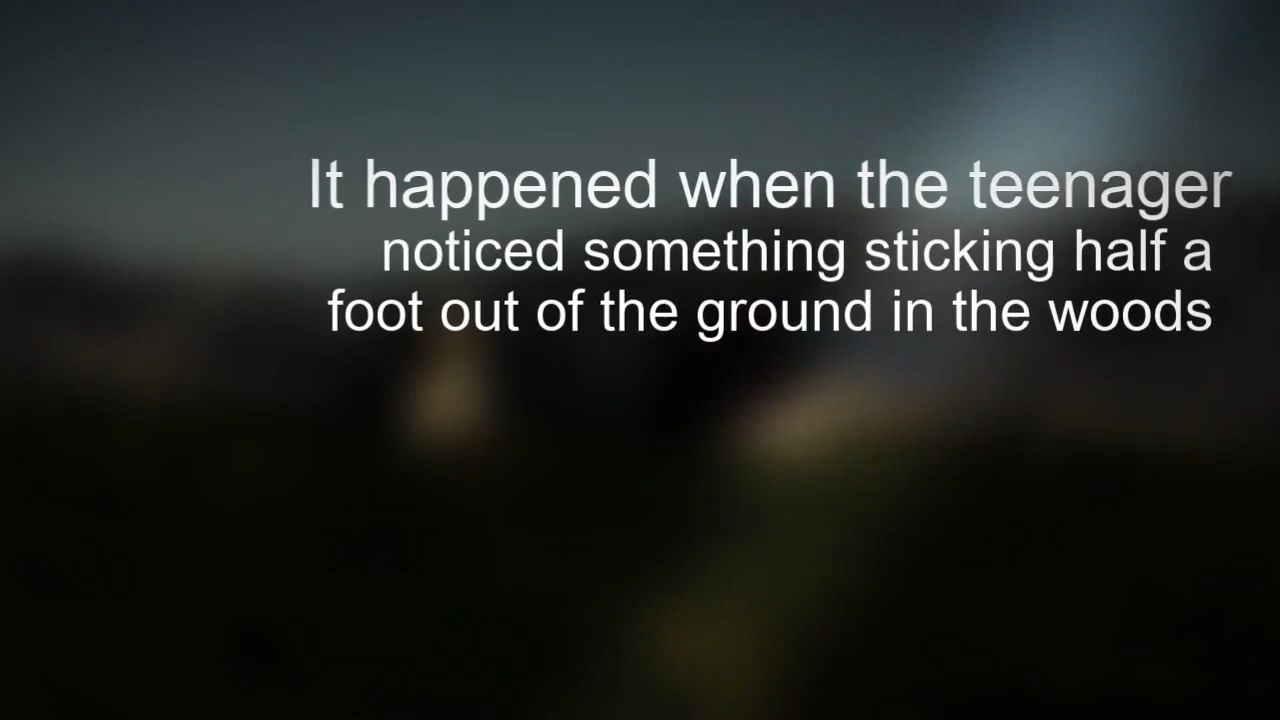 It happened when the teenager
noticed something sticking half a
foot out of the ground in the woods